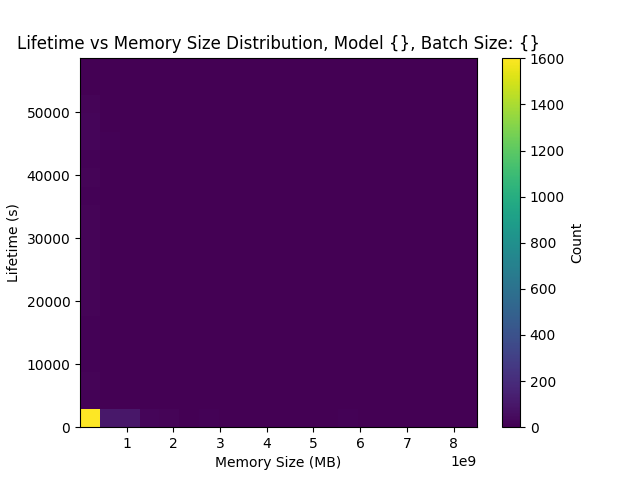 Lifetime vs Memory Size Distribution, Model {}, Batch Size: {}
Lifetime (s)
50000
40000
30000
20000
10000
0
1 2 3 4 5 6 7 8
1e9
Memory Size (MB)
1600
1400
1200
1000
800
600
400
200
0
Count